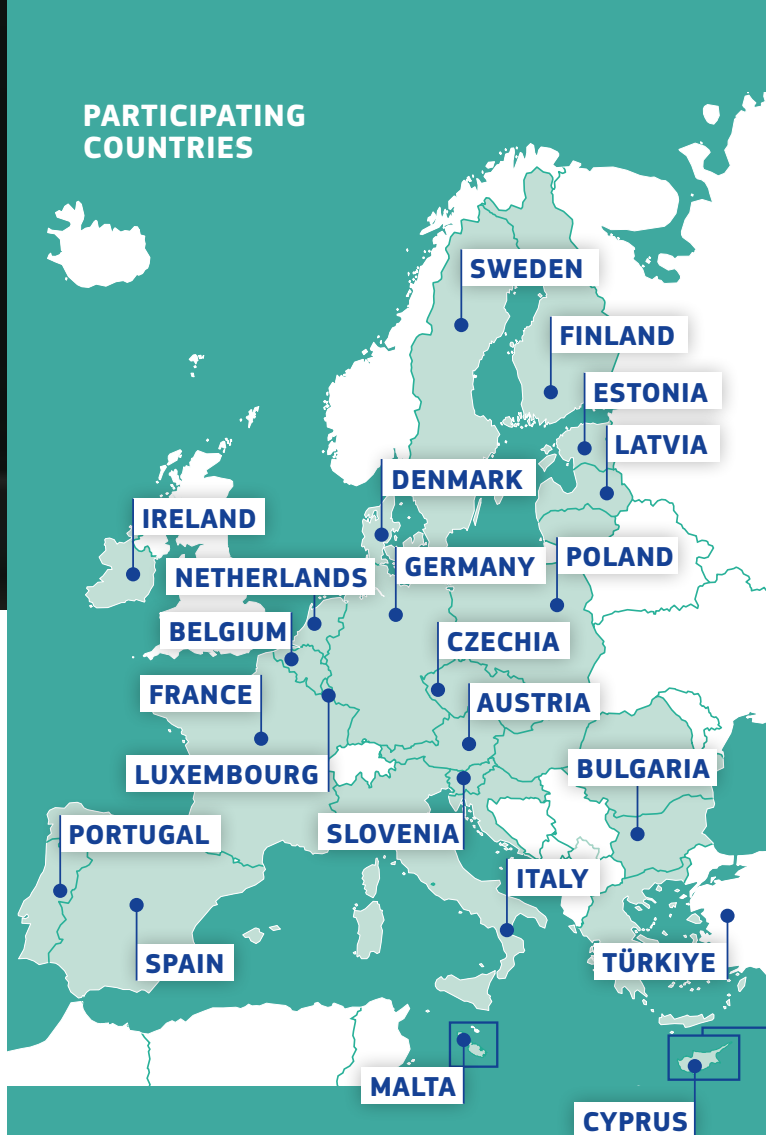 PARTICIPATING
COUNTRIES
SWEDEN
FINLAND
ESTONIA
LATVIA
DENMARK
IRELAND
GERMANY
POLAND
NETHERLANDS
BELGIUM
CZECHIA
FRANCE
AUSTRIA
LUXEMBOURG
BULGARIA
PORTUGAL
SLOVENIA
ITALY
SPAIN
TÜRKIYE
MALTA
CYPRUS